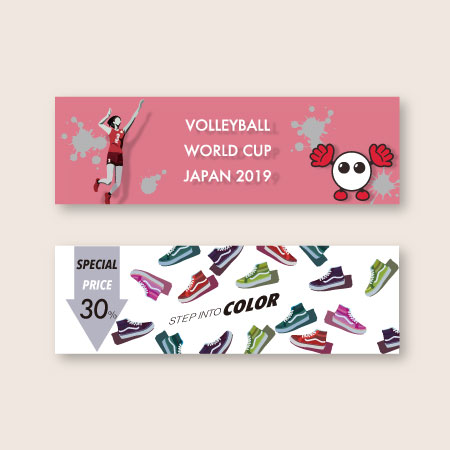 VOLLEYBALL
WORLD CUP
JAPAN 2019
SPECIAL
PRICE
30%
STEP INTO COLOR